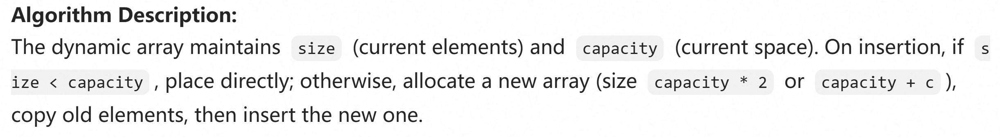 Algorithm Description:
The dynamic array maintains size (current elements) and capacity (current space). On insertion, if s
ize < capacity , place directly; otherwise, allocate a new array (size capacity * 2 or capacity + c ),
copy old elements, then insert the new one.